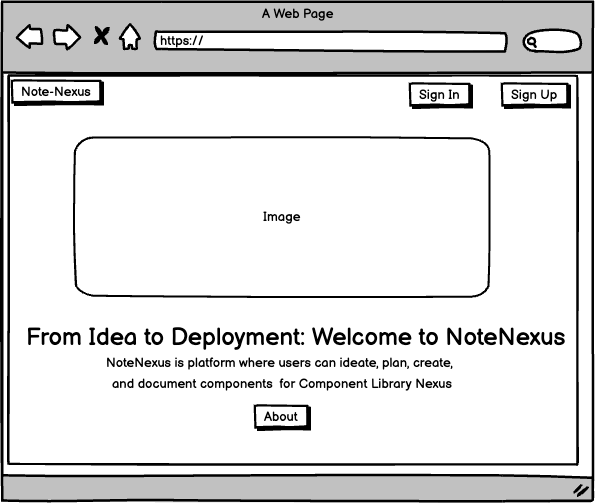 A Web Page
https://
Note-Nexus
Sign In
Sign Up
Image
From Idea to Deployment: Welcome to NoteNexus
NoteNexus is platform where users can ideate, plan, create,
and document components for Component Library Nexus
About